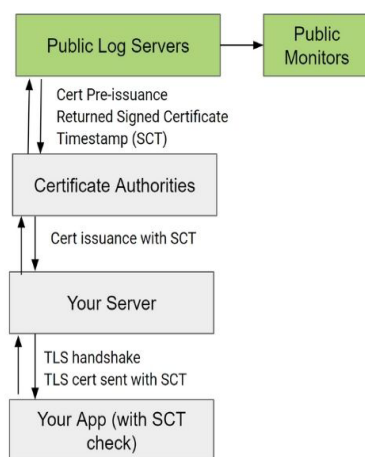 Public Log Servers
Public
Monitors
Cert Pre-issuance
Returned Signed Certificate
Timestamp (SCT)
Certificate Authorities
Cert issuance with SCT
Your Server
TLS handshake
TLS cert sent with SCT
Your App (with SCT
check)